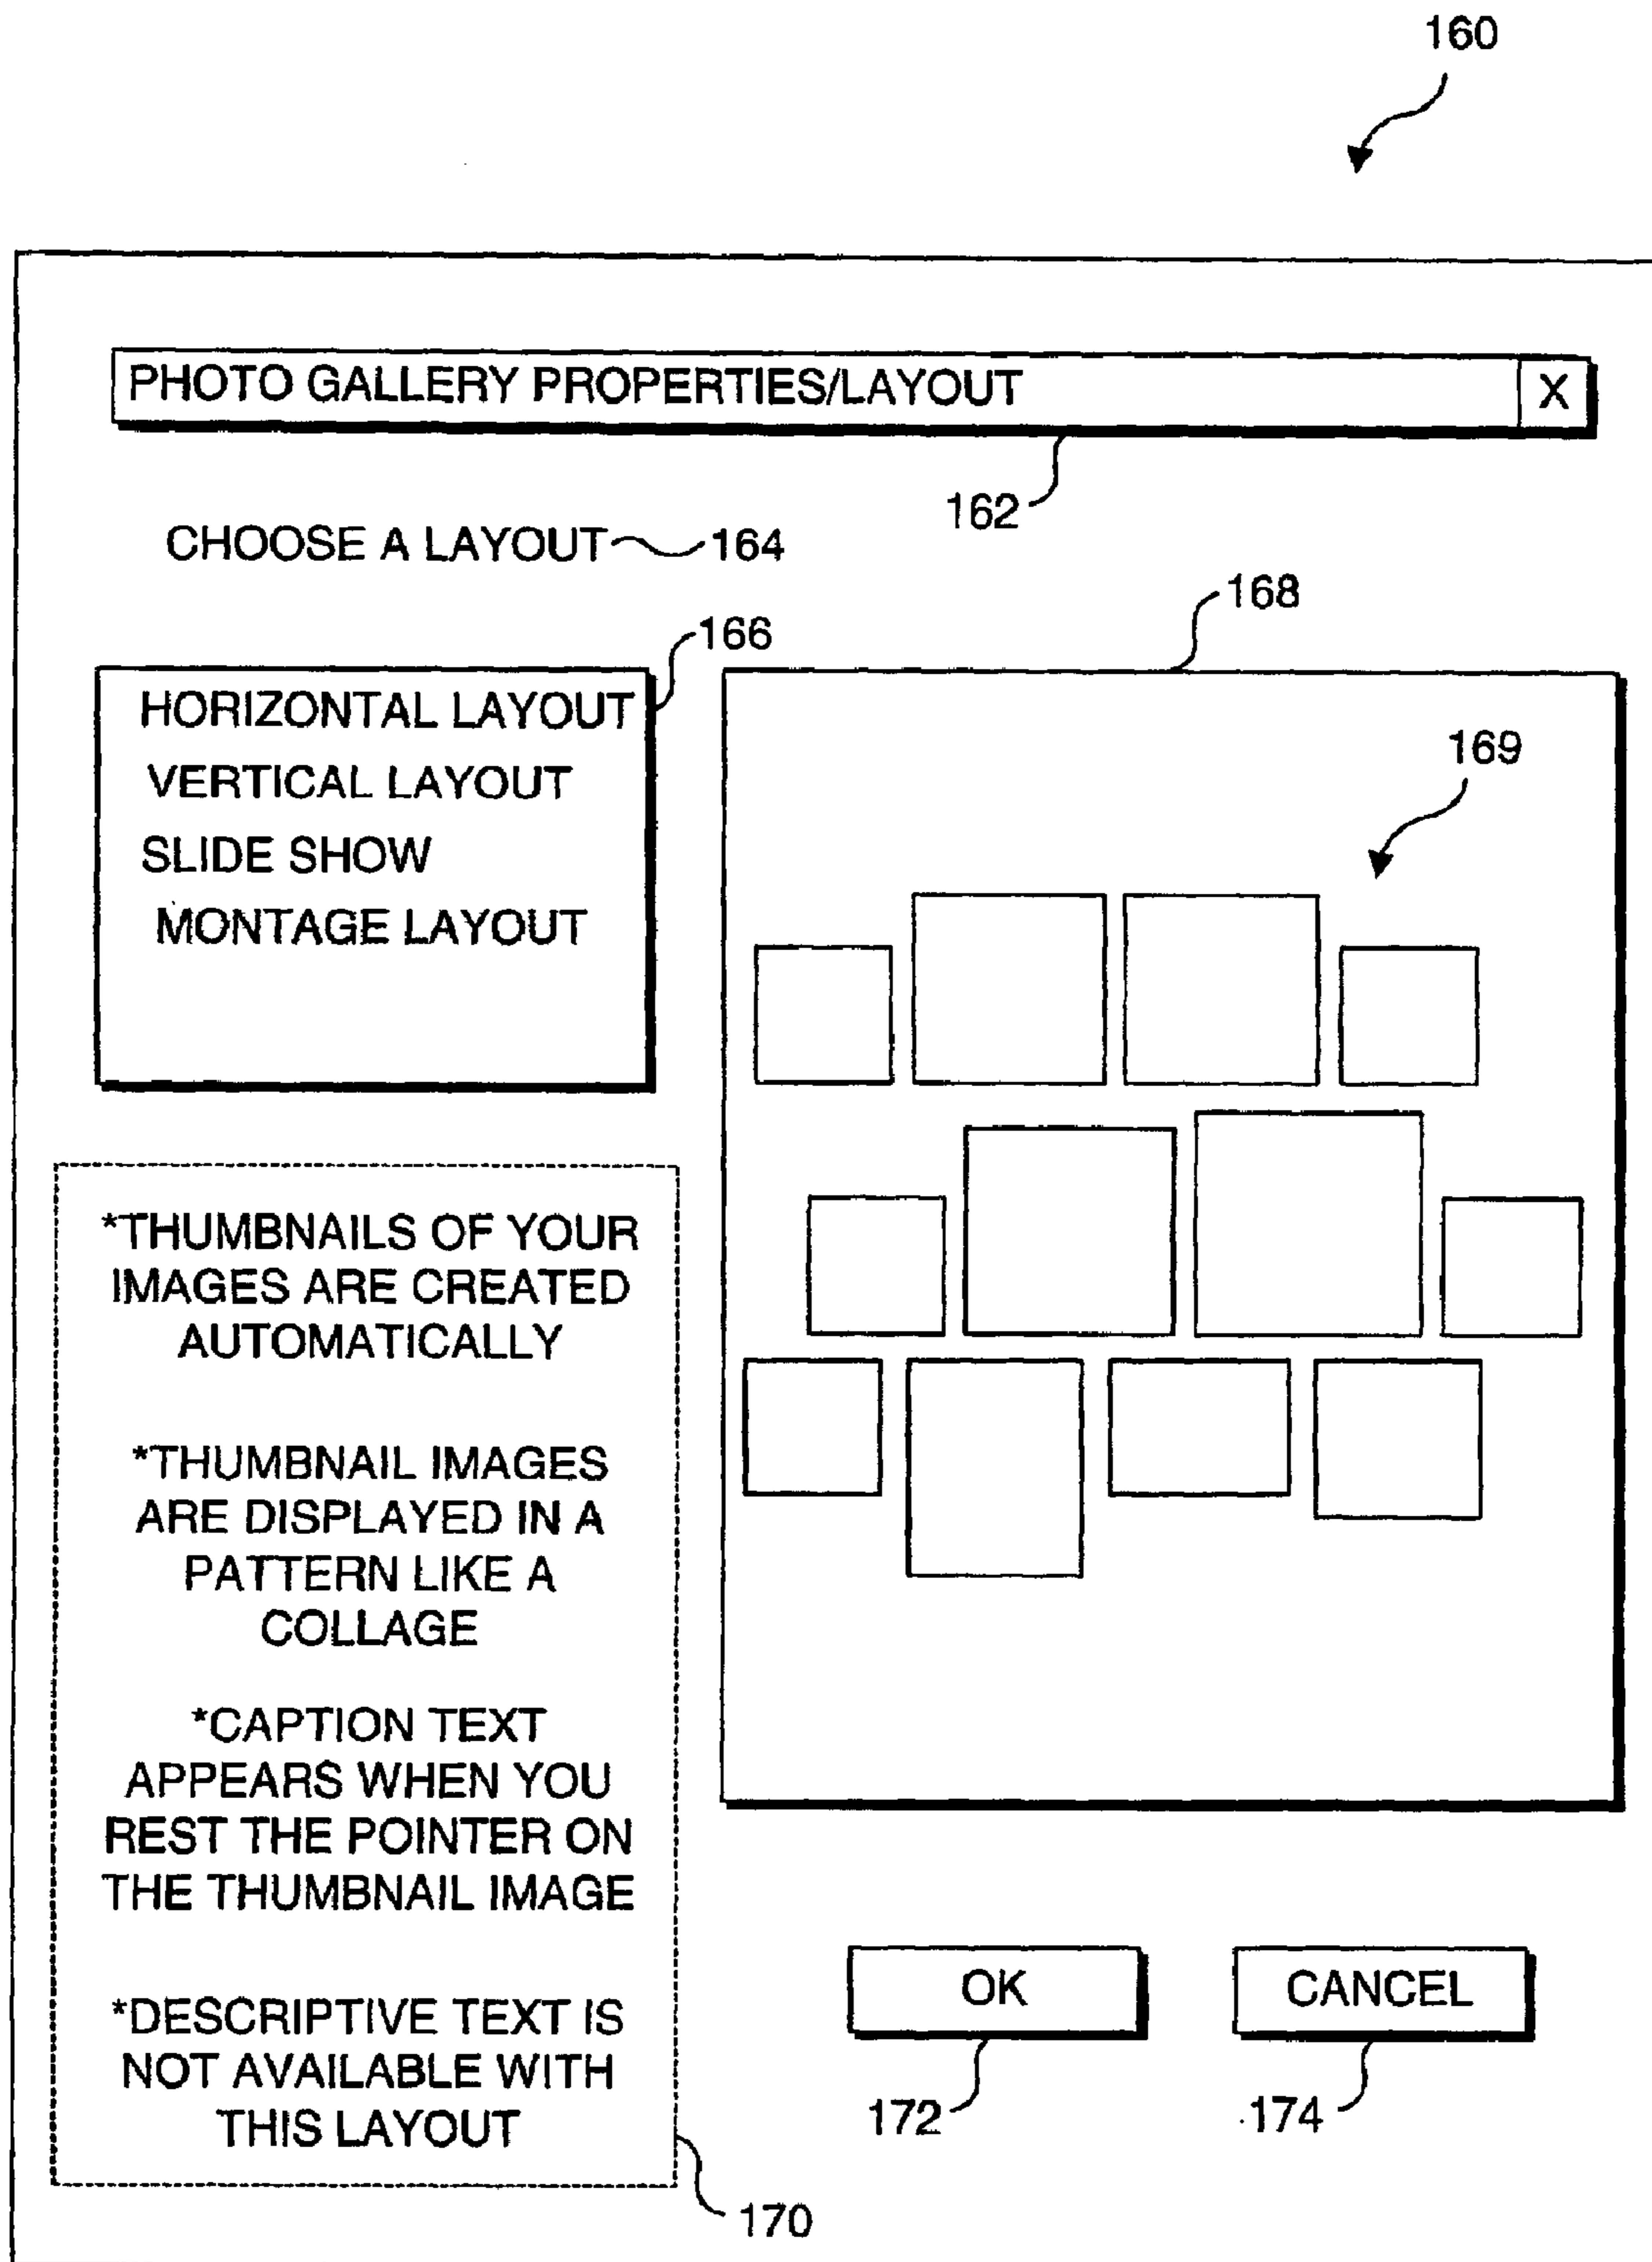 160
PHOTO GALLERY PROPERTIES/LAYOUT X
162
CHOOSE A LAYOUT 164
168
166
HORIZONTAL LAYOUT
VERTICAL LAYOUT
SLIDE SHOW
MONTAGE LAYOUT
169
*THUMBNAILS OF YOUR
IMAGES ARE CREATED
AUTOMATICALLY
*THUMBNAIL IMAGES
ARE DISPLAYED IN A
PATTERN LIKE A
COLLAGE
*CAPTION TEXT
APPEARS WHEN YOU
REST THE POINTER ON
THE THUMBNAIL IMAGE
*DESCRIPTIVE TEXT IS
NOT AVAILABLE WITH
THIS LAYOUT
170
OK CANCEL
172 174